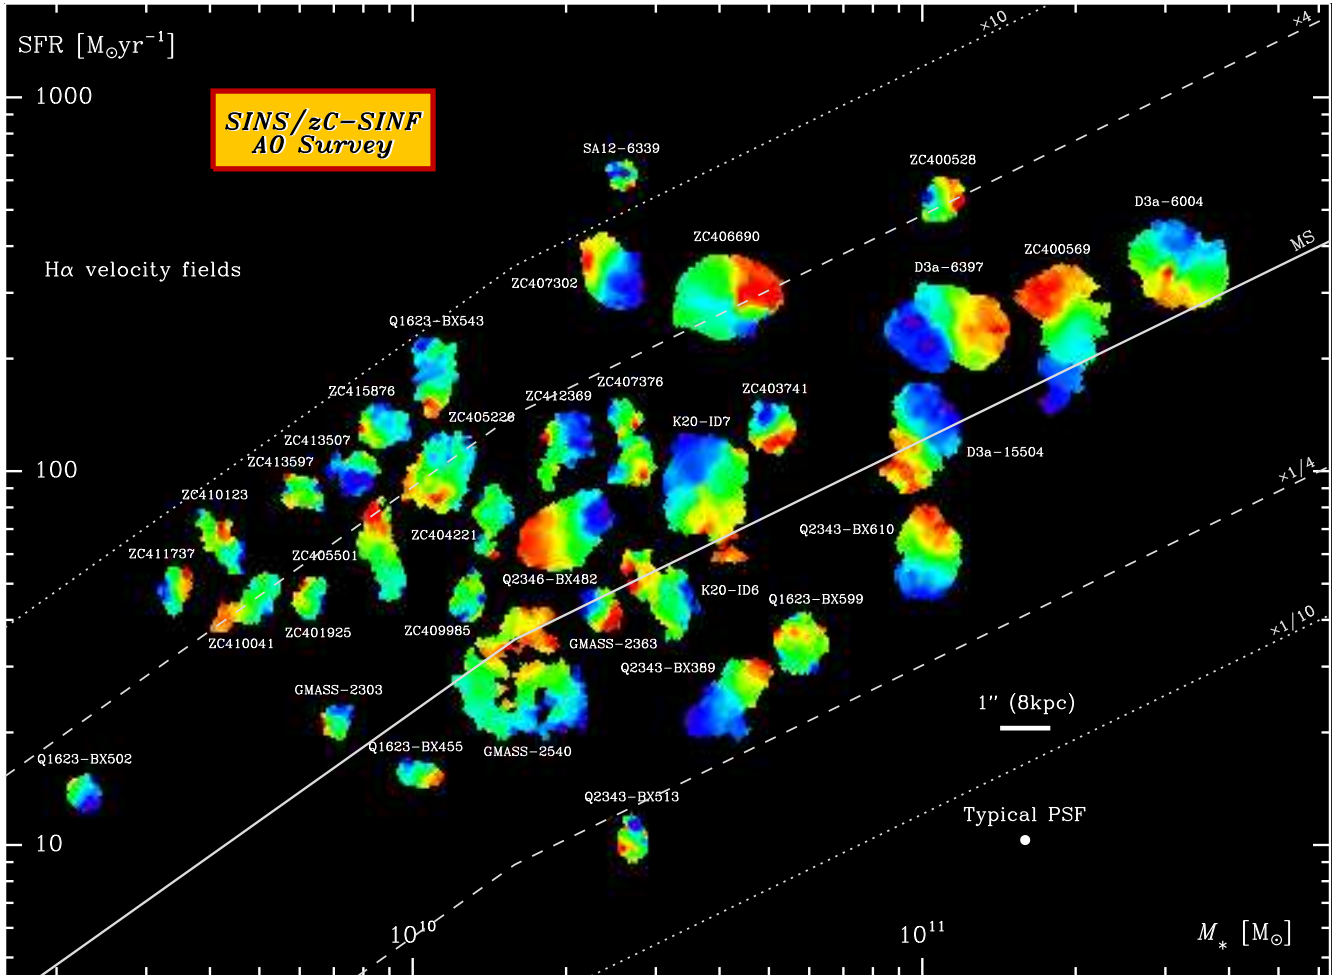 ×10
×4
SFR [M⊙yr⁻¹]
1000
SINS/zC-SINF
AO Survey
SA12-6339
ZC400528
D3a-6004
ZC406690
MS
ZC400569
Hα velocity fields
D3a-6397
ZC407302
Q1623-BX543
ZC407376
ZC415876
ZC412369
ZC403741
ZC405226
K20-ID7
ZC413507
D3a-15504
ZC413597
100
×1/4
ZC410123
Q2343-BX610
ZC404221
ZC411737
ZC405501
Q2346-BX482
K20-ID6
Q1623-BX599
ZC401925
ZC409985
×1/10
ZC410041
GMASS-2363
Q2343-BX389
GMASS-2303
1" (8kpc)
Q1623-BX455
GMASS-2540
Q1623-BX502
Q2343-BX513
Typical PSF
10
10¹⁰
10¹¹
M* [M⊙]